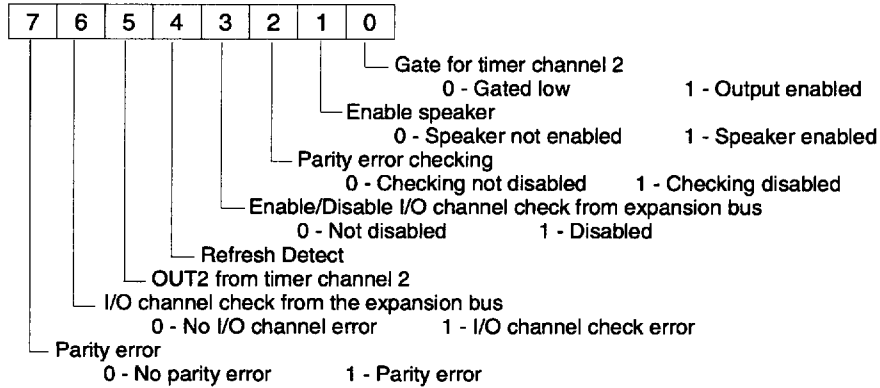 7 6 5 4 3 2 1 0
Gate for timer channel 2
0 - Gated low 1 - Output enabled
Enable speaker
0 - Speaker not enabled 1 - Speaker enabled
Parity error checking
0 - Checking not disabled 1 - Checking disabled
Enable/Disable I/O channel check from expansion bus
0 - Not disabled 1 - Disabled
Refresh Detect
OUT2 from timer channel 2
I/O channel check from the expansion bus
0 - No I/O channel error 1 - I/O channel check error
Parity error
0 - No parity error 1 - Parity error